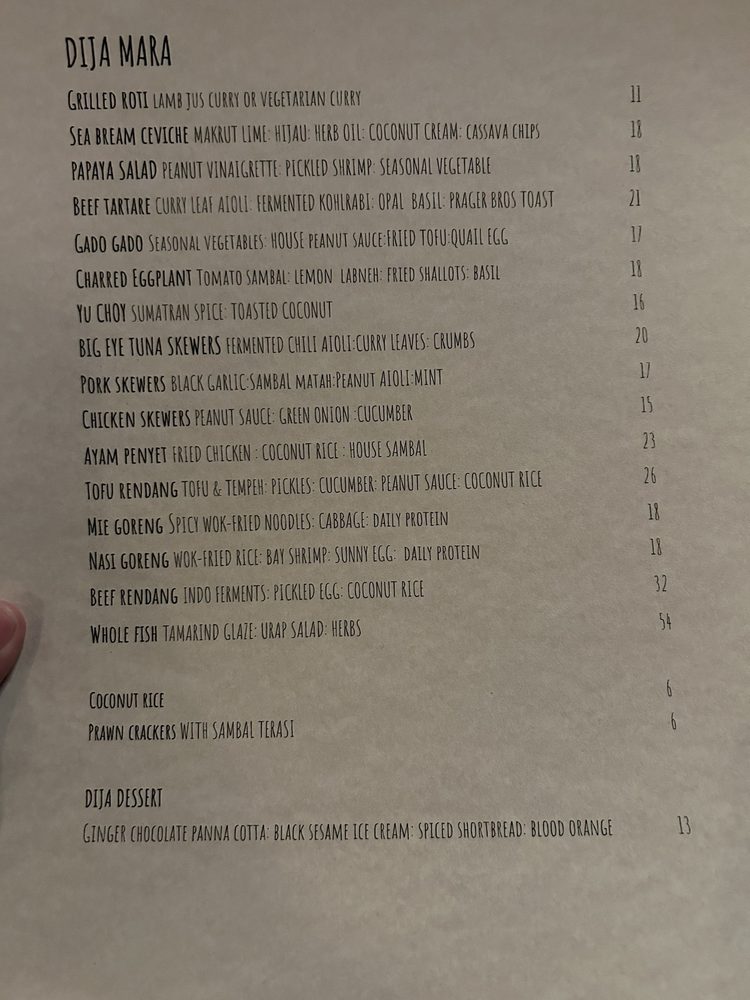 DIJA MARA
GRILLED ROTI LAMB JUS CURRY OR VEGETARIAN CURRY 11
SEA BREAM CEVICHE MAKRUT LIME: HIJAU: HERB OIL: COCONUT CREAM: CASSAVA CHIPS 18
PAPAYA SALAD PEANUT VINAIGRETTE: PICKLED SHRIMP: SEASONAL VEGETABLE 18
BEEF TARTARE CURRY LEAF AIOLI: FERMENTED KOHLRABI: OPAL BASIL: PRAGER BROS TOAST 21
GADO GADO SEASONAL VEGETABLES: HOUSE PEANUT SAUCE:FRIED TOFU:QUAIL EGG 17
CHARRED EGGPLANT TOMATO SAMBAL: LEMON LABNEH: FRIED SHALLOTS: BASIL 18
YU CHOY SUMATRAN SPICE: TOASTED COCONUT 16
BIG EYE TUNA SKEWERS FERMENTED CHILI AIOLI:CURRY LEAVES: CRUMBS 20
PORK SKEWERS BLACK GARLIC:SAMBAL MATAH:PEANUT AIOLI:MINT 17
CHICKEN SKEWERS PEANUT SAUCE: GREEN ONION :CUCUMBER 15
AYAM PENYET FRIED CHICKEN : COCONUT RICE : HOUSE SAMBAL 23
TOFU RENDANG TOFU & TEMPEH: PICKLES: CUCUMBER: PEANUT SAUCE: COCONUT RICE 26
MIE GORENG SPICY WOK-FRIED NOODLES: CABBAGE: DAILY PROTEIN 18
NASI GORENG WOK-FRIED RICE: BAY SHRIMP: SUNNY EGG: DAILY PROTEIN 18
BEEF RENDANG INDO FERMENTS: PICKLED EGG: COCONUT RICE 32
WHOLE FISH TAMARIND GLAZE: URAP SALAD: HERBS 54
COCONUT RICE 6
PRAWN CRACKERS WITH SAMBAL TERASI 6
DIJA DESSERT
GINGER CHOCOLATE PANNA COTTA: BLACK SESAME ICE CREAM: SPICED SHORTBREAD: BLOOD ORANGE 13